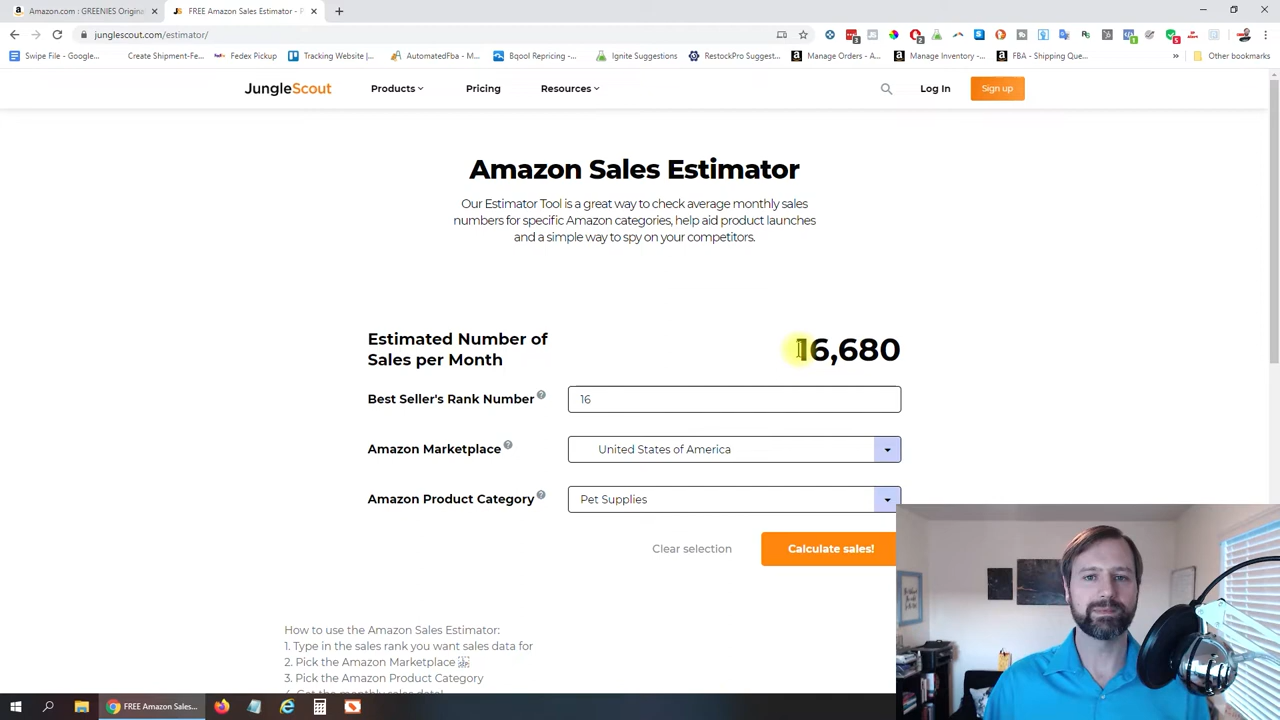 Amazon.com : GREENIES Origina
FREE Amazon Sales Estimator - F
junglescout.com/estimator/
Swipe File - Google...
Create Shipment-Fe...
Fedex Pickup
Tracking Website |...
AutomatedFba – M...
Bqool Repricing -...
Ignite Suggestions
RestockPro Suggest...
Manage Orders - A...
Manage Inventory -...
FBA - Shipping Que...
Other bookmarks
JungleScout
Products
Pricing
Resources
Log In
Sign up
Amazon Sales Estimator
Our Estimator Tool is a great way to check average monthly sales
numbers for specific Amazon categories, help aid product launches
and a simple way to spy on your competitors.
Estimated Number of
Sales per Month
16,680
Best Seller's Rank Number
16
Amazon Marketplace
United States of America
Amazon Product Category
Pet Supplies
Clear selection
Calculate sales!
How to use the Amazon Sales Estimator:
1. Type in the sales rank you want sales data for
2. Pick the Amazon Marketplace
3. Pick the Amazon Product Category
4. Get the monthly sales data!
FREE Amazon Sales...